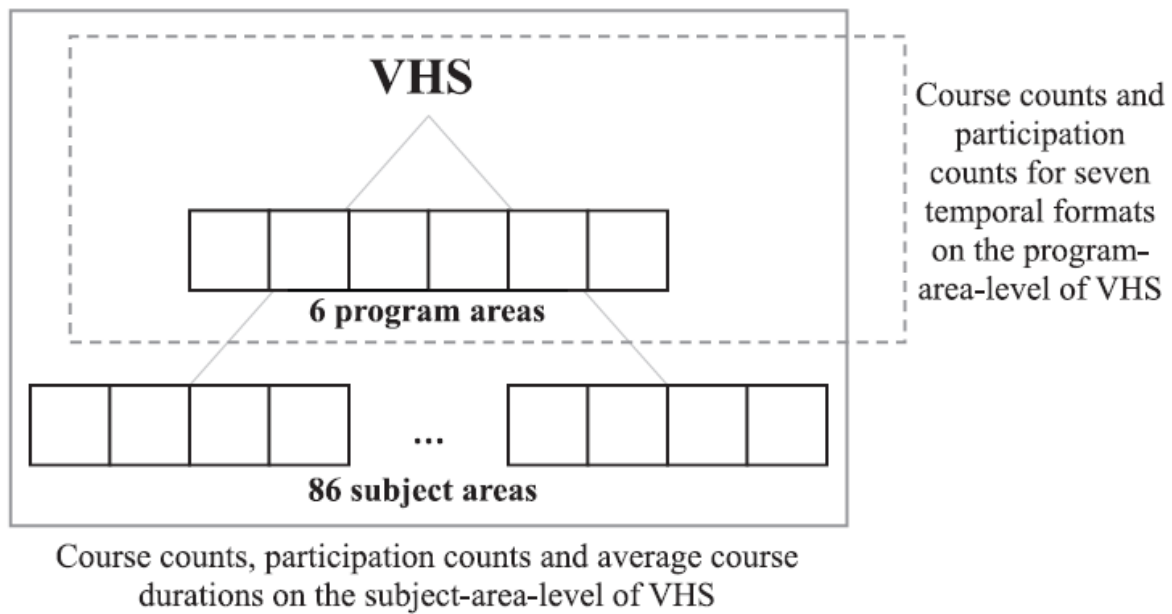 VHS
Course counts and
participation
counts for seven
temporal formats
on the program-
area-level of VHS
6 program areas
...
86 subject areas
Course counts, participation counts and average course
durations on the subject-area-level of VHS